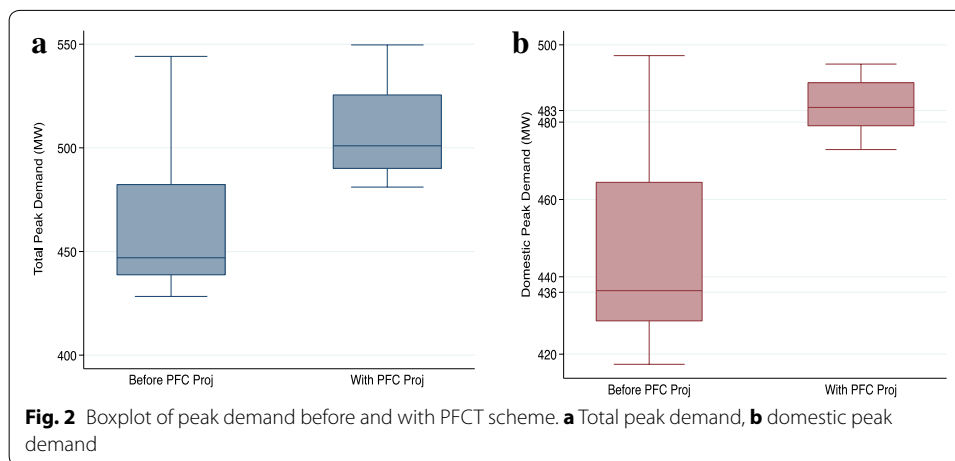 a
550
500
450
400
Total Peak Demand (MW)
Before PFC Proj
With PFC Proj
b
500
483
480
460
440
436
420
Domestic Peak Demand (MW)
Before PFC Proj
With PFC Proj
Fig. 2 Boxplot of peak demand before and with PFCT scheme. a Total peak demand, b domestic peak
demand